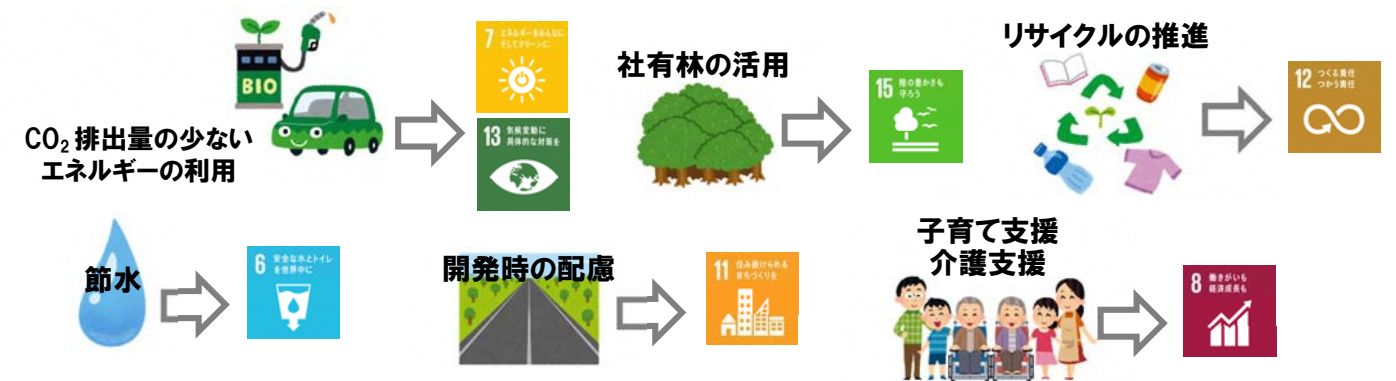 BIO
CO₂排出量の少ない
エネルギーの利用
7 エネルギーをみんなに
そしてクリーンに
13 気候変動に
具体的な対策を
社有林の活用
15 陸の豊かさも
守ろう
リサイクルの推進
12 つくる責任
つかう責任
節水
6 安全な水とトイレ
を世界中に
開発時の配慮
11 住み続けられる
まちづくりを
子育て支援
介護支援
8 働きがいも
経済成長も